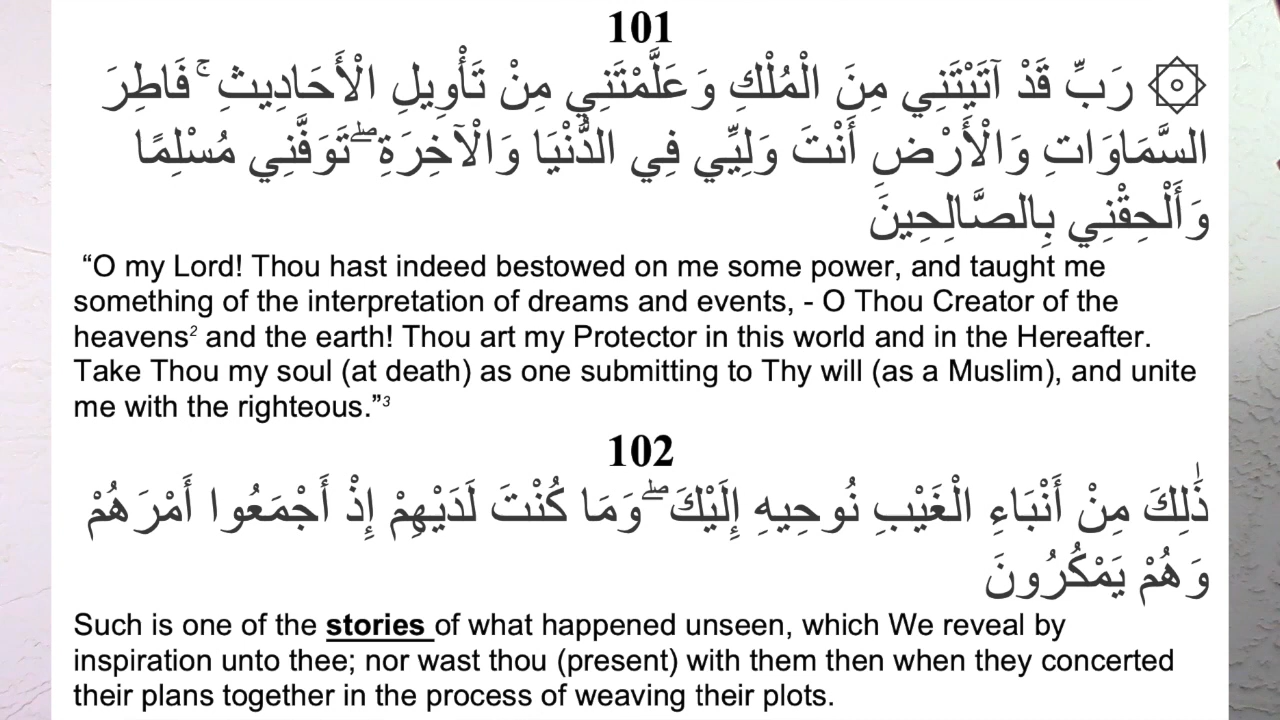 101
۞ رَبِّ قَدْ آتَيْتَنِي مِنَ الْمُلْكِ وَعَلَّمْتَنِي مِنْ تَأْوِيلِ الْأَحَادِيثِ ۚ فَاطِرَ
السَّمَاوَاتِ وَالْأَرْضِ أَنْتَ وَلِيِّي فِي الدُّنْيَا وَالْآخِرَةِ ۖ تَوَفَّنِي مُسْلِمًا
وَأَلْحِقْنِي بِالصَّالِحِينَ
“O my Lord! Thou hast indeed bestowed on me some power, and taught me
something of the interpretation of dreams and events, - O Thou Creator of the
heavens² and the earth! Thou art my Protector in this world and in the Hereafter.
Take Thou my soul (at death) as one submitting to Thy will (as a Muslim), and unite
me with the righteous.”³
102
ذَٰلِكَ مِنْ أَنْبَاءِ الْغَيْبِ نُوحِيهِ إِلَيْكَ ۖ وَمَا كُنْتَ لَدَيْهِمْ إِذْ أَجْمَعُوا أَمْرَهُمْ
وَهُمْ يَمْكُرُونَ
Such is one of the stories of what happened unseen, which We reveal by
inspiration unto thee; nor wast thou (present) with them then when they concerted
their plans together in the process of weaving their plots.